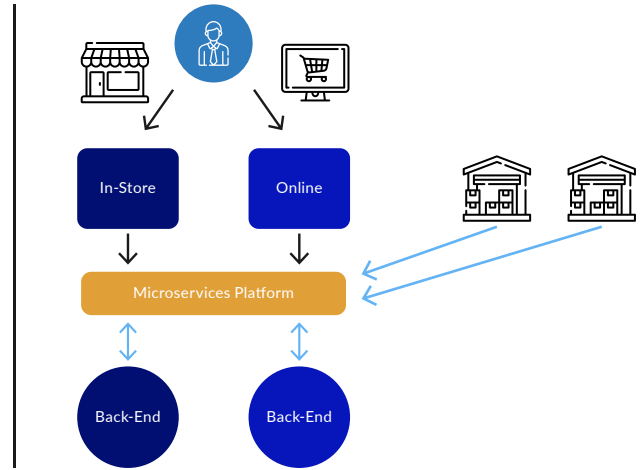 In-Store
Online
Microservices Platform
Back-End
Back-End